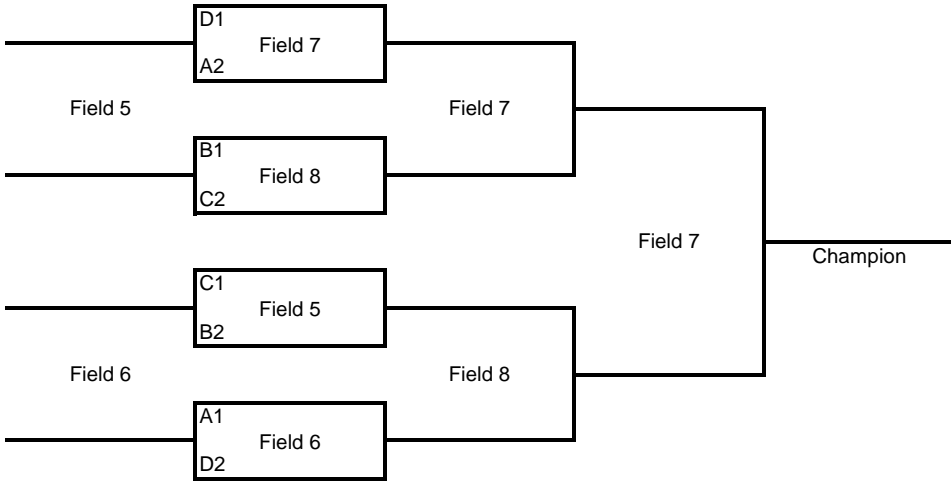 D1
Field 7
A2
Field 5
Field 7
B1
Field 8
C2
Field 7
Champion
C1
Field 5
B2
Field 6
Field 8
A1
Field 6
D2